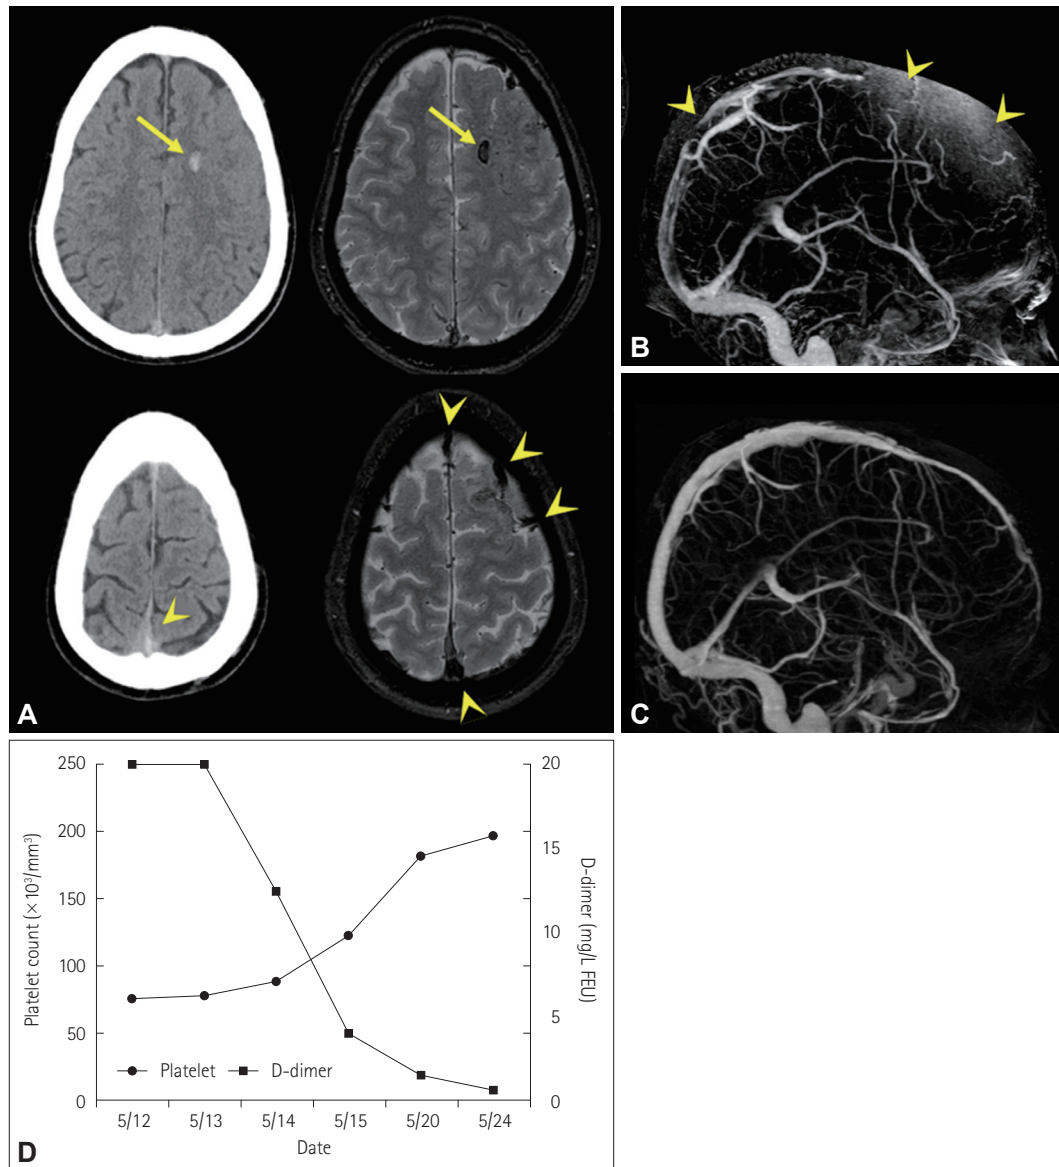 A
B
C
250
200
150
100
50
0
Platelet count (×10³/mm³)
20
15
10
5
0
D-dimer (mg/L FEU)
Platelet
D-dimer
5/12 5/13 5/14 5/15 5/20 5/24
Date
D